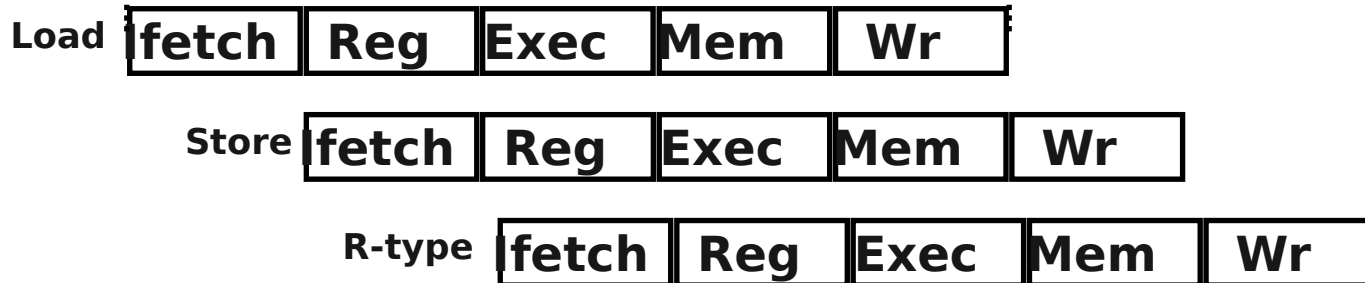 Load Ifetch Reg Exec Mem Wr
Store Ifetch Reg Exec Mem Wr
R-type Ifetch Reg Exec Mem Wr